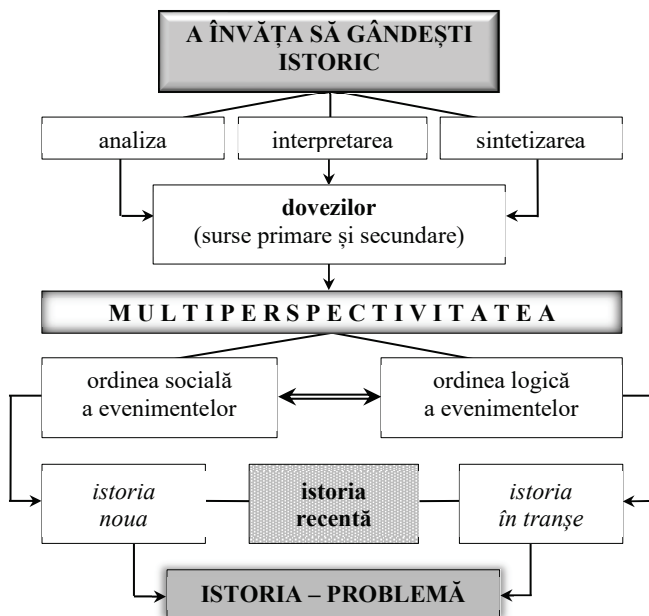 A ÎNVĂȚA SĂ GÂNDEȘTI
ISTORIC
analiza
interpretarea
sintetizarea
dovezilor
(surse primare și secundare)
MULTIPERSPECTIVITATEA
ordinea socială
a evenimentelor
ordinea logică
a evenimentelor
istoria
noua
istoria
recentă
istoria
în tranșe
ISTORIA – PROBLEMĂ